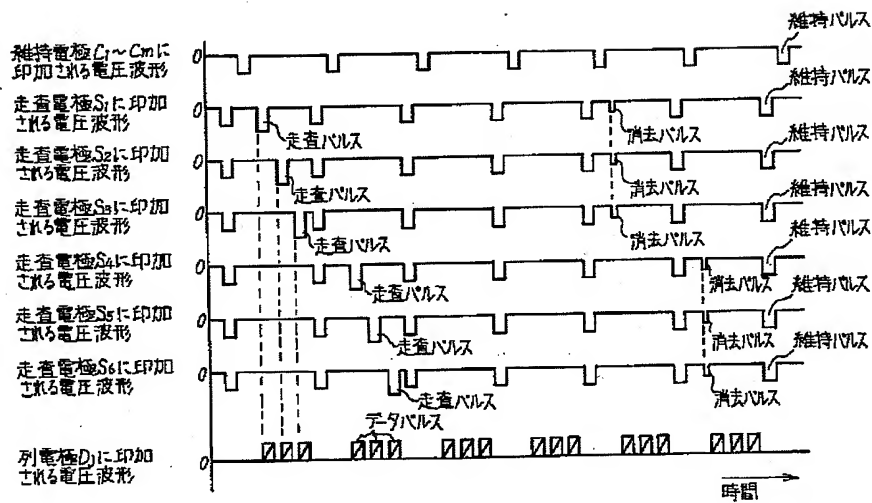 維持電極C1～Cmに
印加される電圧波形
0
維持パルス
走査電極S1に印加
される電圧波形
0
走査パルス
消去パルス
維持パルス
走査電極S2に印加
される電圧波形
0
走査パルス
消去パルス
維持パルス
走査電極S3に印加
される電圧波形
0
走査パルス
消去パルス
維持パルス
走査電極S4に印加
される電圧波形
0
走査パルス
消去パルス
維持パルス
走査電極S5に印加
される電圧波形
0
走査パルス
消去パルス
維持パルス
走査電極S6に印加
される電圧波形
0
走査パルス
消去パルス
維持パルス
データパルス
列電極Djに印加
される電圧波形
0
時間